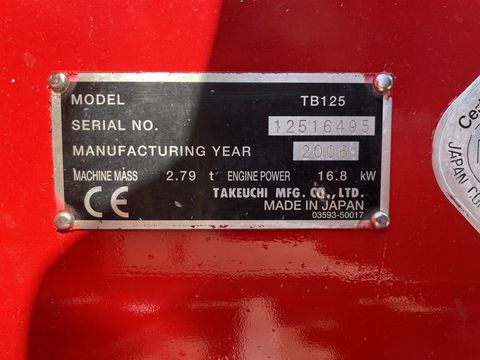 MODEL TB125
SERIAL NO. 12516495
MANUFACTURING YEAR 2006
MACHINE MASS 2.79 t ENGINE POWER 16.8 kW
TAKEUCHI MFG. CO., LTD.
CE MADE IN JAPAN
03593-50017
JAPAN